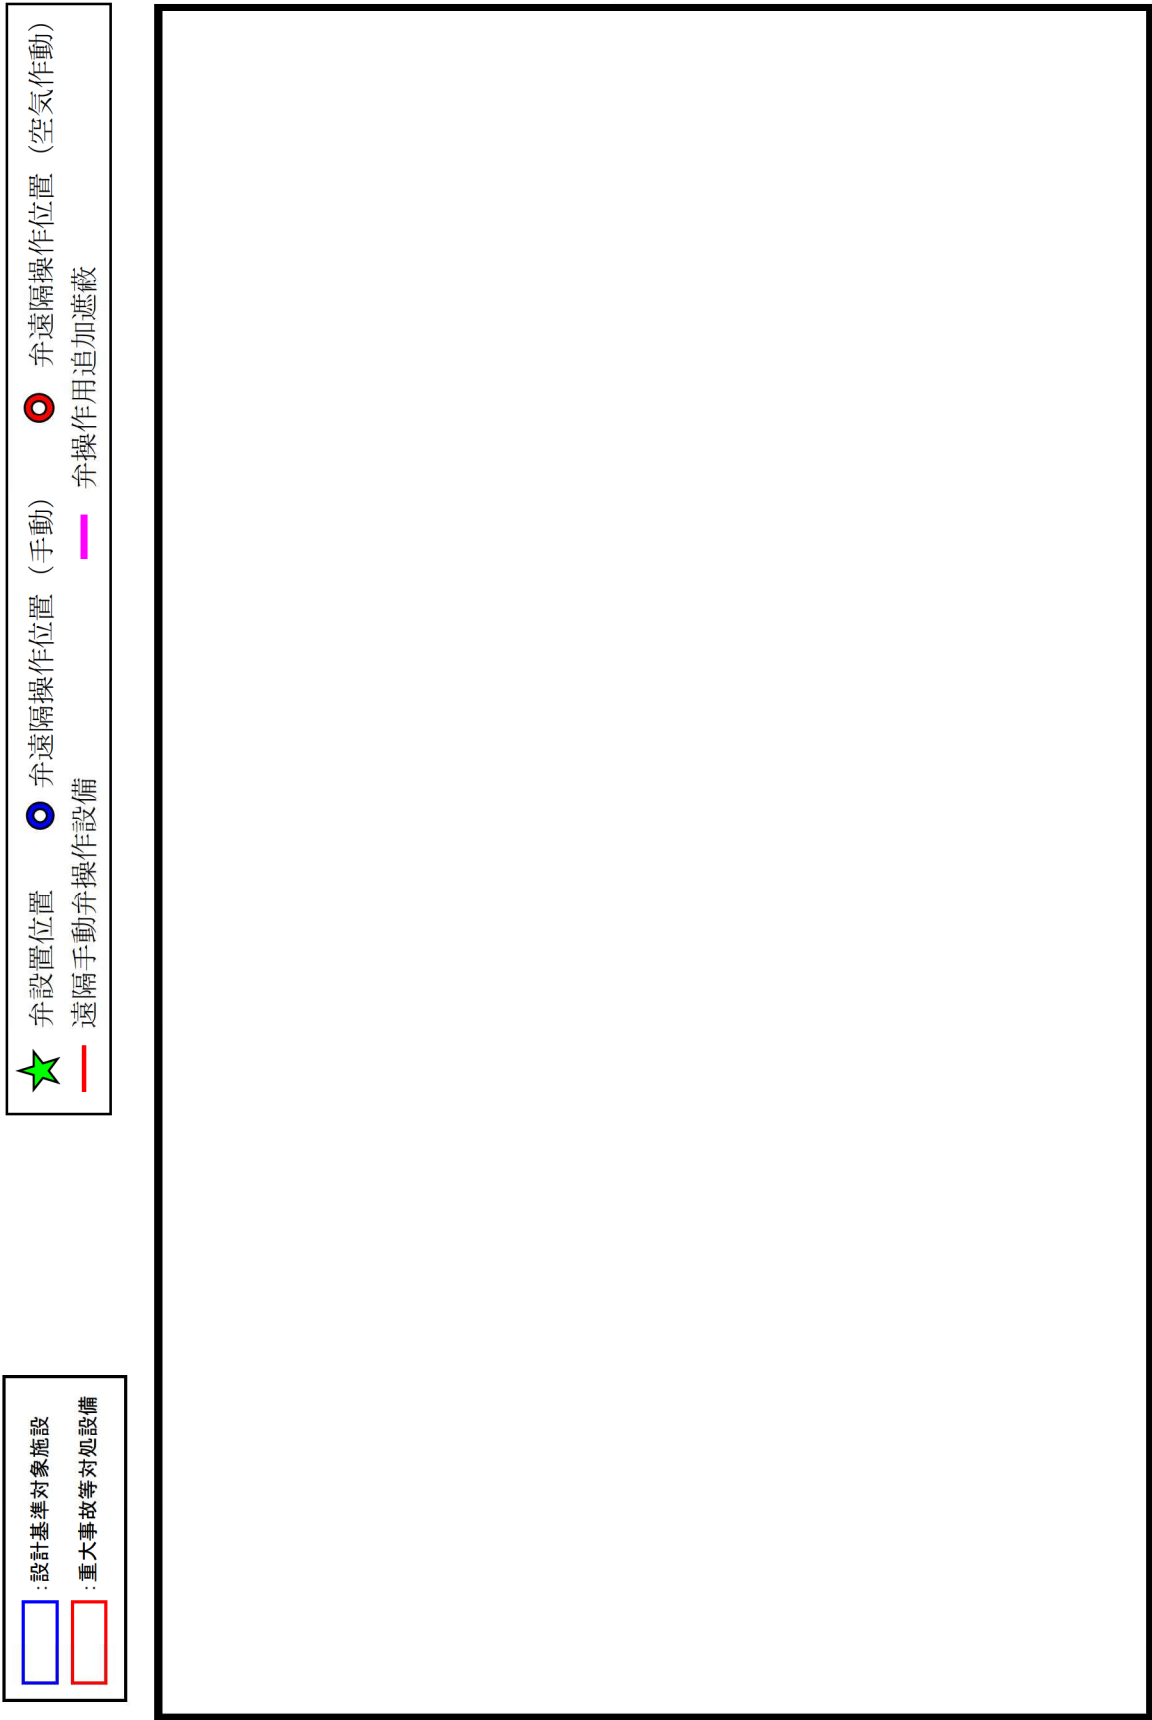 :設計基準対象施設
:重大事故等対処設備
弁設置位置 弁遠隔操作位置（手動） 弁遠隔操作位置（空気作動）
遠隔手動弁操作設備 弁操作用追加遮蔽